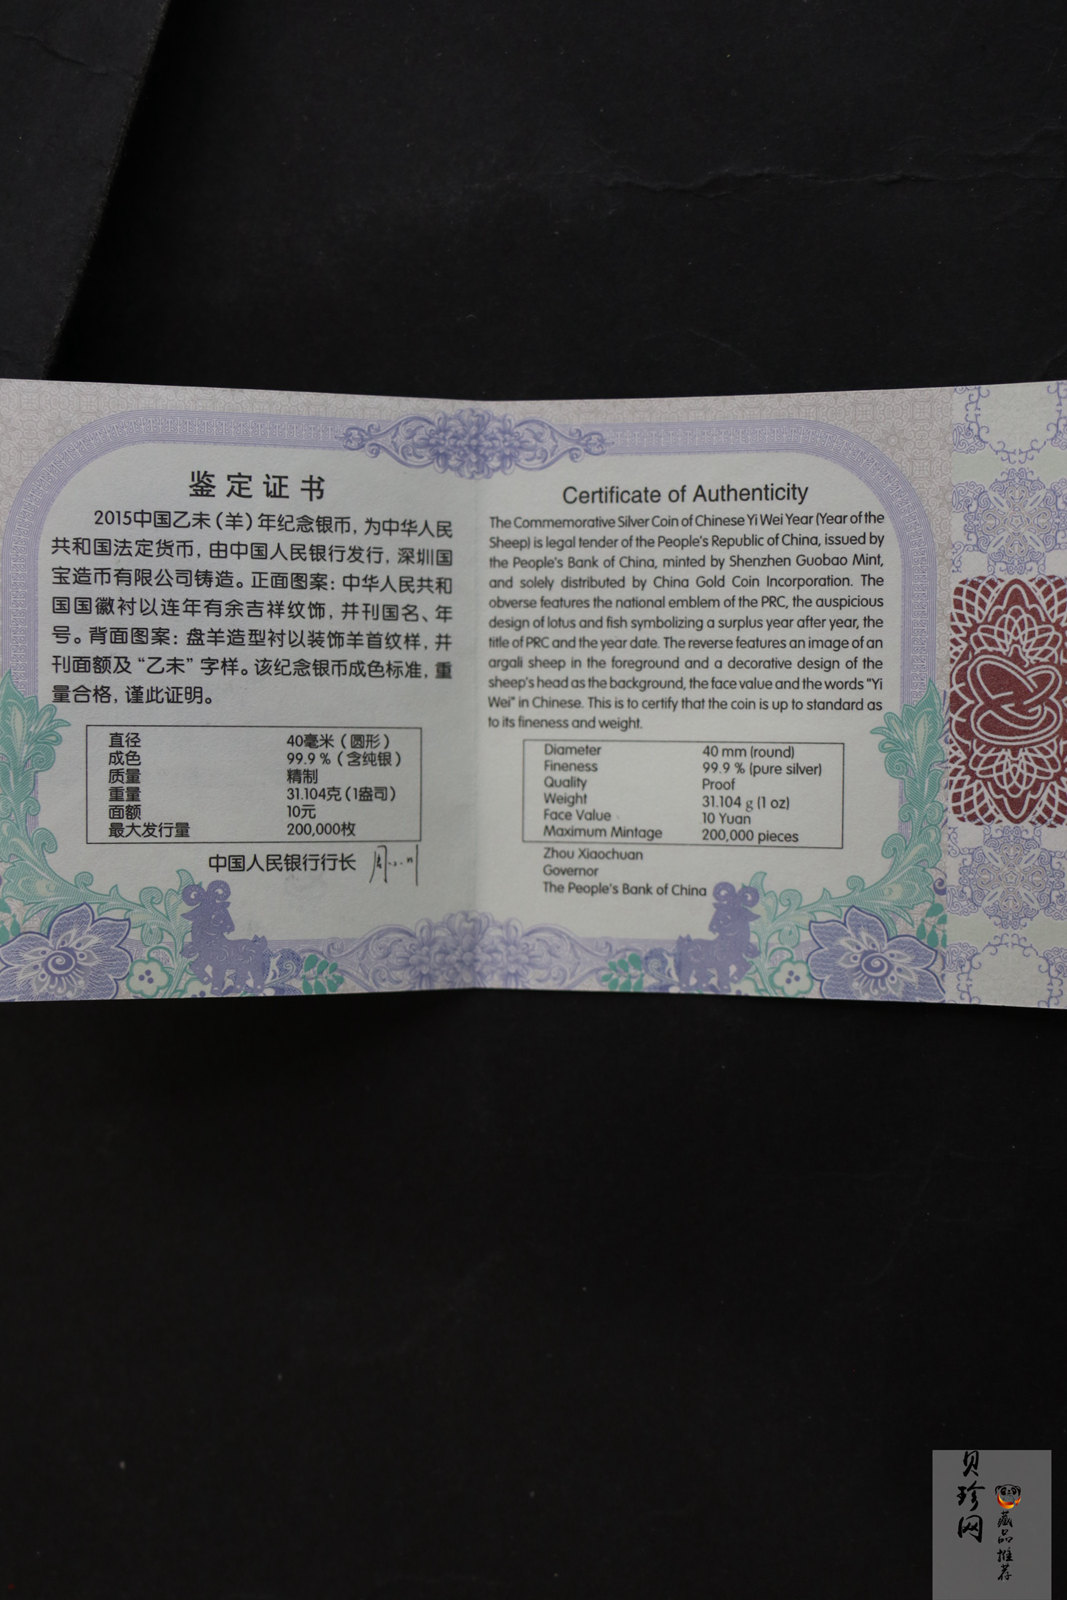 鉴定证书
2015中国乙未（羊）年纪念银币，为中华人民
共和国法定货币，由中国人民银行发行，深圳国
宝造币有限公司铸造。正面图案：中华人民共和
国国徽衬以连年有余吉祥纹饰，并刊国名、年
号。背面图案：盘羊造型衬以装饰羊首纹样，并
刊面额及“乙未”字样。该纪念银币成色标准，重
量合格，谨此证明。
直径 40毫米（圆形）
成色 99.9％（含纯银）
质量 精制
重量 31.104克（1盎司）
面额 10元
最大发行量 200,000枚
中国人民银行行长
Certificate of Authenticity
The Commemorative Silver Coin of Chinese Yi Wei Year (Year of the
Sheep) is legal tender of the People's Republic of China, issued by
the People's Bank of China, minted by Shenzhen Guobao Mint,
and solely distributed by China Gold Coin Incorporation. The
obverse features the national emblem of the PRC, the auspicious
design of lotus and fish symbolizing a surplus year after year, the
title of PRC and the year date. The reverse features an image of an
argali sheep in the foreground and a decorative design of the
sheep's head as the background, the face value and the words "Yi
Wei" in Chinese. This is to certify that the coin is up to standard as
to its fineness and weight.
Diameter 40 mm (round)
Fineness 99.9 % (pure silver)
Quality Proof
Weight 31.104 g (1 oz)
Face Value 10 Yuan
Maximum Mintage 200,000 pieces
Zhou Xiaochuan
Governor
The People's Bank of China
贝珍网
藏品推荐